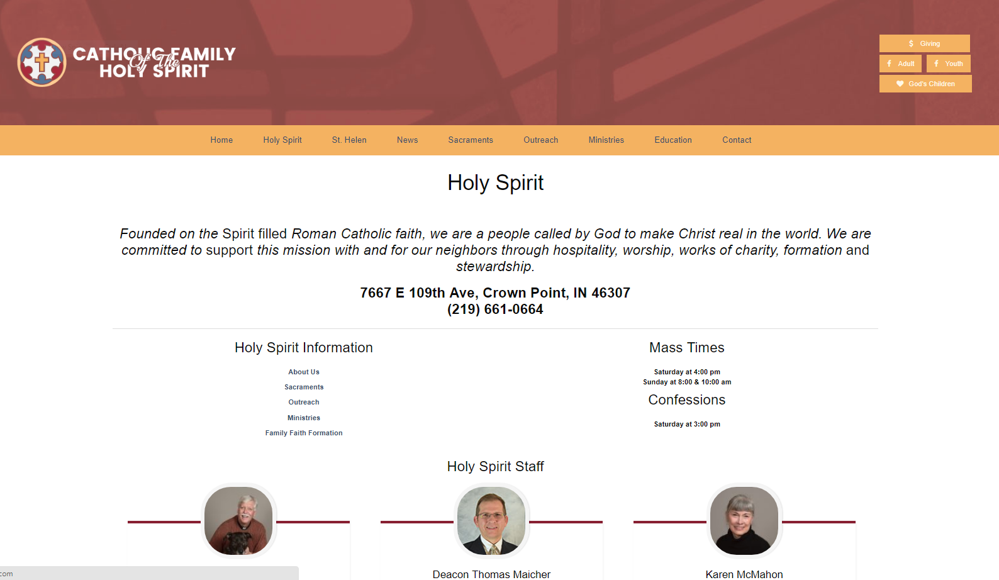 CATHOLIC FAMILY
Of The
HOLY SPIRIT
Giving
Adult
Youth
God's Children
Home
Holy Spirit
St. Helen
News
Sacraments
Outreach
Ministries
Education
Contact
Holy Spirit
Founded on the Spirit filled Roman Catholic faith, we are a people called by God to make Christ real in the world. We are
committed to support this mission with and for our neighbors through hospitality, worship, works of charity, formation and
stewardship.
7667 E 109th Ave, Crown Point, IN 46307
(219) 661-0664
Holy Spirit Information
About Us
Sacraments
Outreach
Ministries
Family Faith Formation
Mass Times
Saturday at 4:00 pm
Sunday at 8:00 & 10:00 am
Confessions
Saturday at 3:00 pm
Holy Spirit Staff
Deacon Thomas Maicher
Karen McMahon
.com